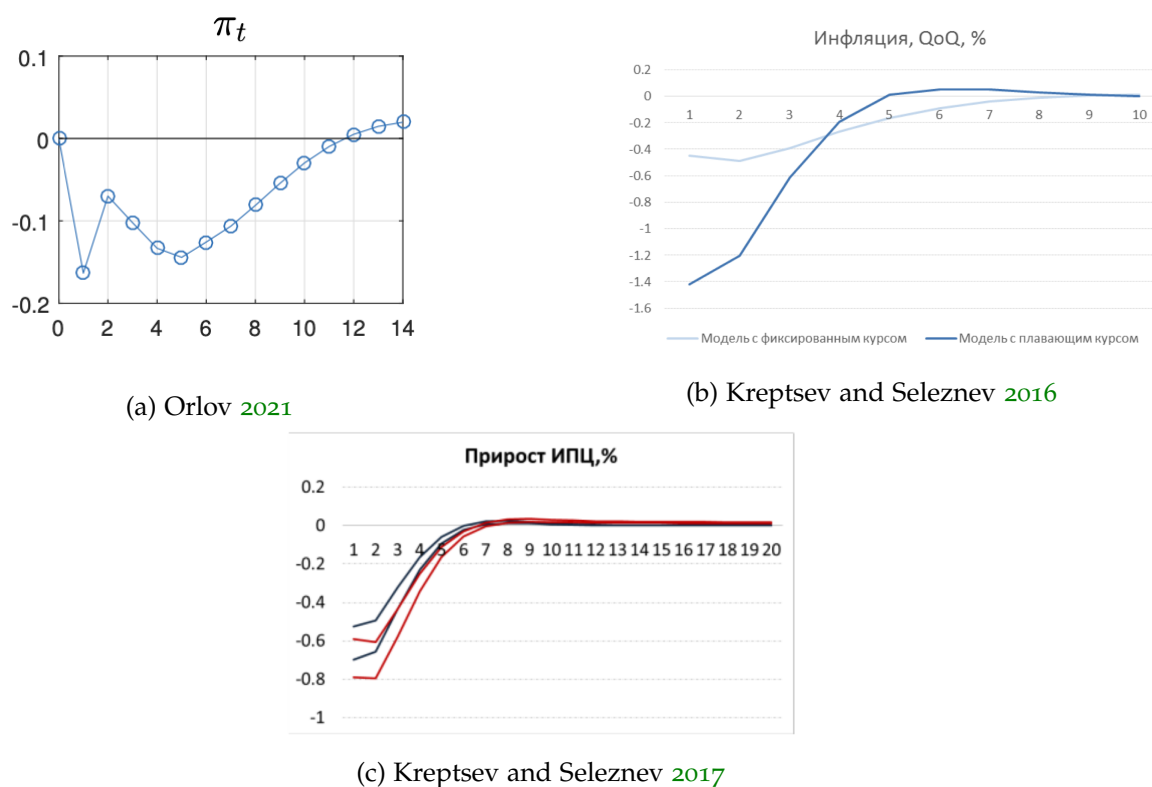 π_t
0.1
0
-0.1
-0.2
0 2 4 6 8 10 12 14
(a) Orlov 2021
Инфляция, QoQ, %
0.2
0
-0.2
-0.4
-0.6
-0.8
-1
-1.2
-1.4
-1.6
1 2 3 4 5 6 7 8 9 10
Модель с фиксированным курсом Модель с плавающим курсом
(b) Kreptsev and Seleznev 2016
Прирост ИПЦ,%
0.2
0
-0.2
-0.4
-0.6
-0.8
-1
1 2 3 4 5 6 7 8 9 10 11 12 13 14 15 16 17 18 19 20
(c) Kreptsev and Seleznev 2017